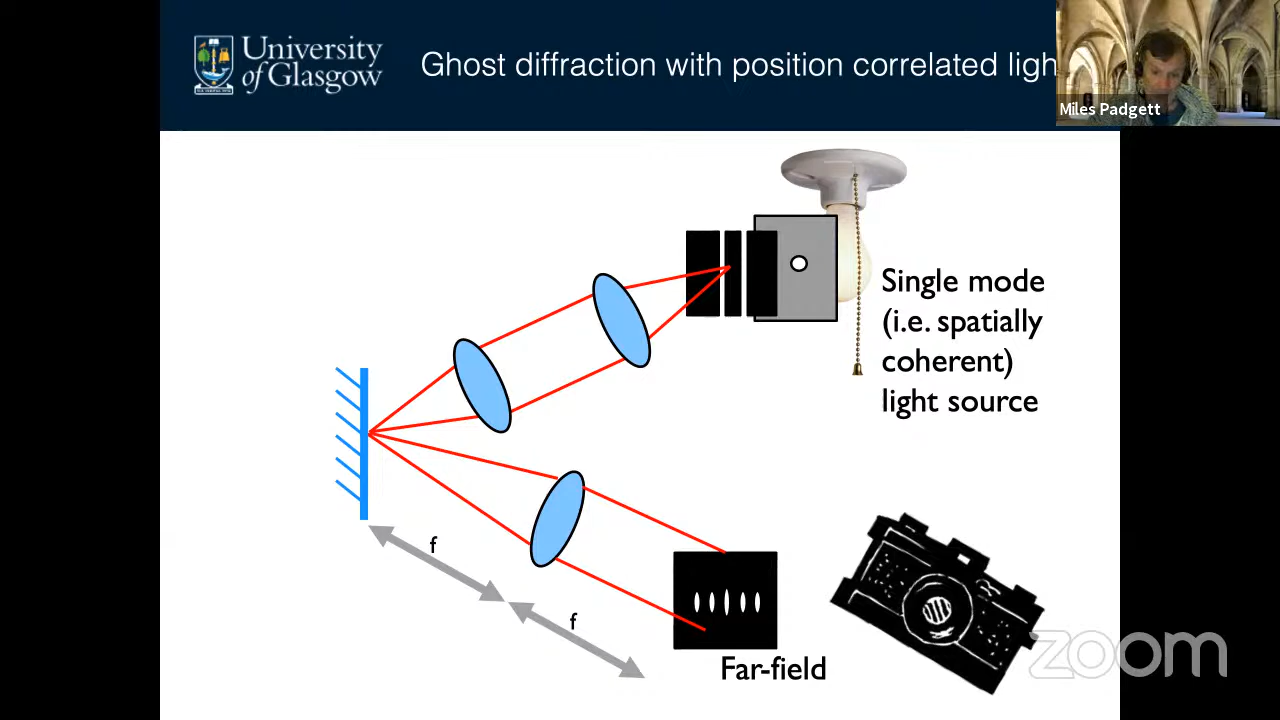 University
of Glasgow
Ghost diffraction with position correlated ligh
Miles Padgett
Single mode
(i.e. spatially
coherent)
light source
f
f
Far-field
zoom